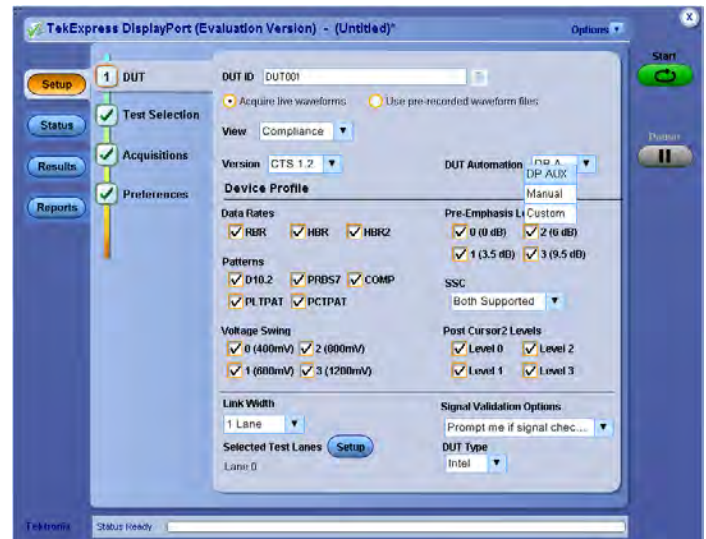 TekExpress DisplayPort (Evaluation Version) - (Untitled)*
Options
x
Start
Setup
Status
Results
Reports
1 DUT
Test Selection
Acquisitions
Preferences
DUT ID DUT001
Acquire live waveforms Use pre-recorded waveform files
View Compliance
Version CTS 1.2 DUT Automation DP A
DP AUX
Manual
Custom
Device Profile
Data Rates
RBR HBR HBR2
Pre-Emphasis L
0 (0 dB) 2 (6 dB)
1 (3.5 dB) 3 (9.5 dB)
Patterns
D10.2 PRBS7 COMP
PLTPAT PCTPAT
SSC
Both Supported
Voltage Swing
0 (400mV) 2 (800mV)
1 (600mV) 3 (1200mV)
Post Cursor2 Levels
Level 0 Level 2
Level 1 Level 3
Link Width
1 Lane
Selected Test Lanes Setup
Lane 0
Signal Validation Options
Prompt me if signal chec...
DUT Type
Intel
Tektronix
Status Ready